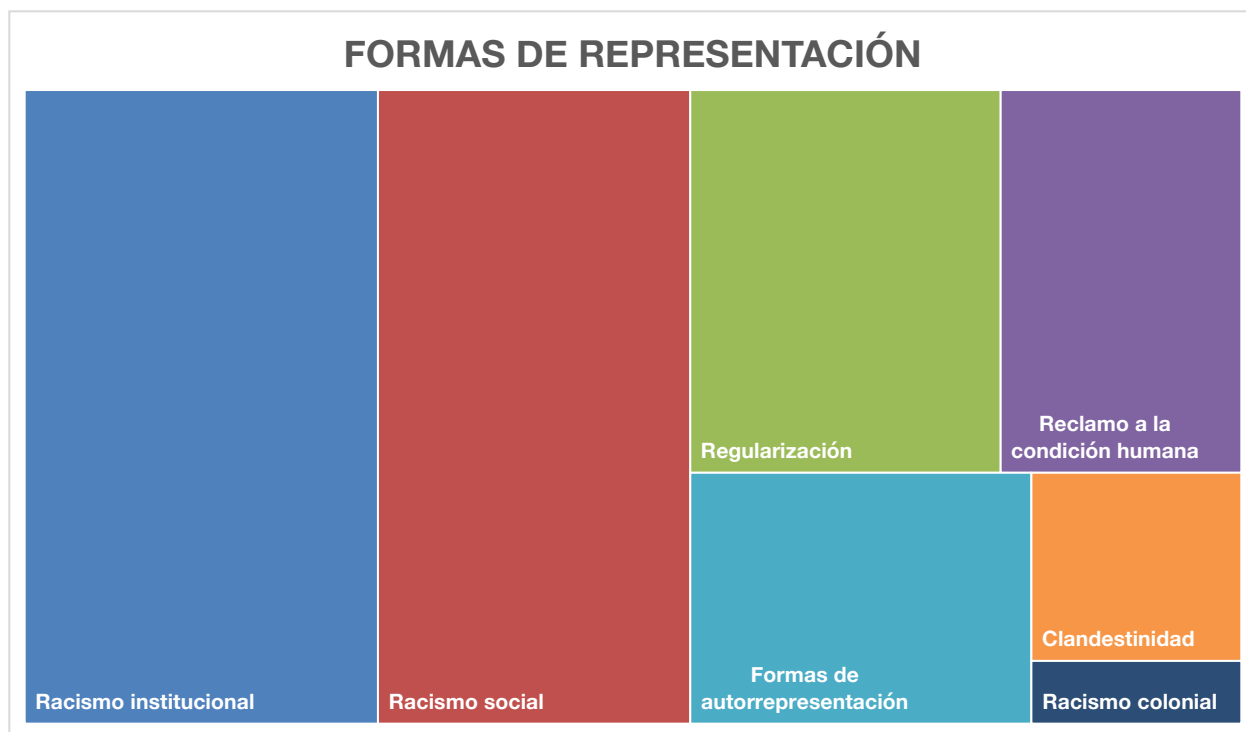 FORMAS DE REPRESENTACIÓN
Racismo institucional
Racismo social
Regularización
Reclamo a la
condición humana
Formas de
autorrepresentación
Clandestinidad
Racismo colonial